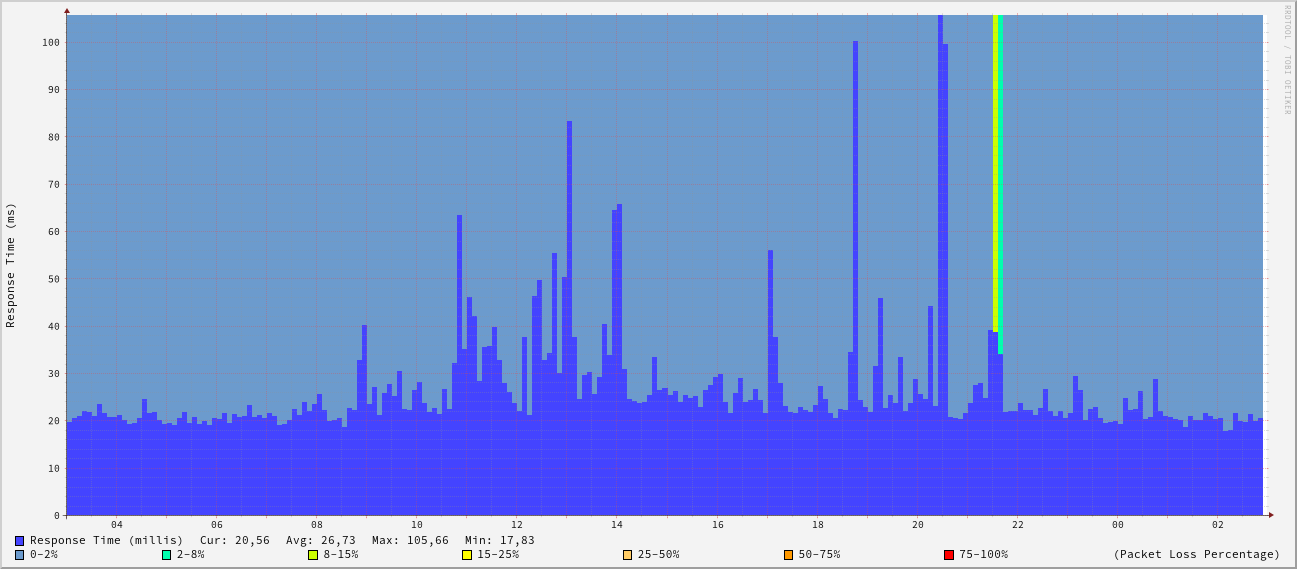 RRDTOOL / TOBI OETIKER
Response Time (ms)
100
90
80
70
60
50
40
30
20
10
0
04 06 08 10 12 14 16 18 20 22 00 02
Response Time (millis) Cur: 20,56 Avg: 26,73 Max: 105,66 Min: 17,83
0-2% 2-8% 8-15% 15-25% 25-50% 50-75% 75-100% (Packet Loss Percentage)